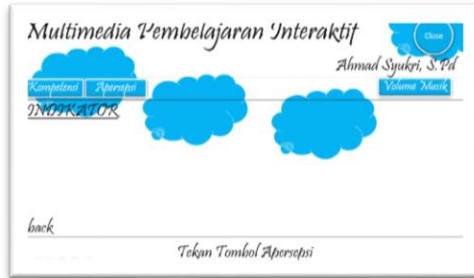 Multimedia Pembelajaran Interaktif
Close
Ahmad Syukri, S.Pd
Kompetensi Apersepsi Volume Musik
INDIKATOR
back
Tekan Tombol Apersepsi